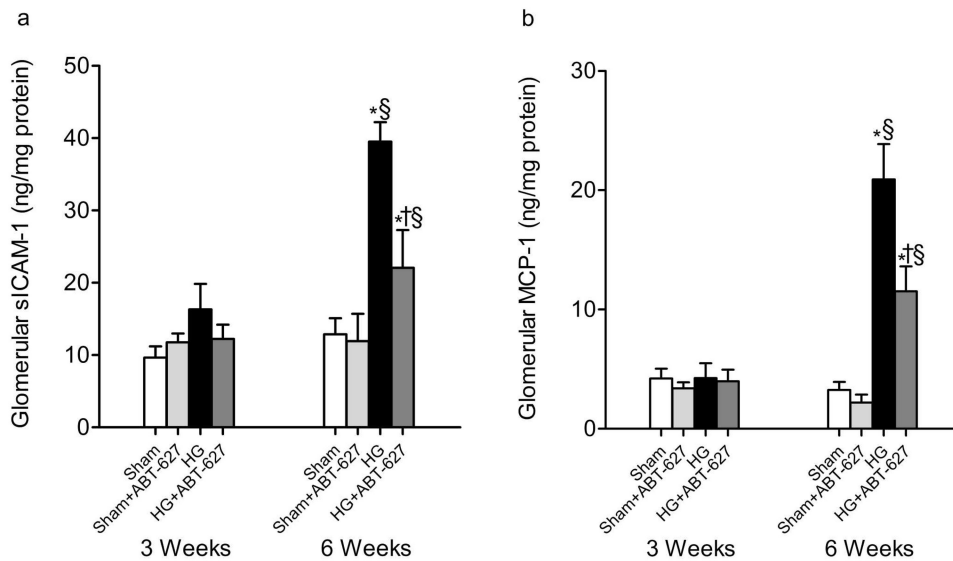 a
Glomerular sICAM-1 (ng/mg protein)
50
40
30
20
10
0
*§
*†§
Sham
Sham+ABT-627
HG
HG+ABT-627
Sham
Sham+ABT-627
HG
HG+ABT-627
3 Weeks
6 Weeks
b
Glomerular MCP-1 (ng/mg protein)
30
20
10
0
*§
*†§
Sham
Sham+ABT-627
HG
HG+ABT-627
Sham
Sham+ABT-627
HG
HG+ABT-627
3 Weeks
6 Weeks